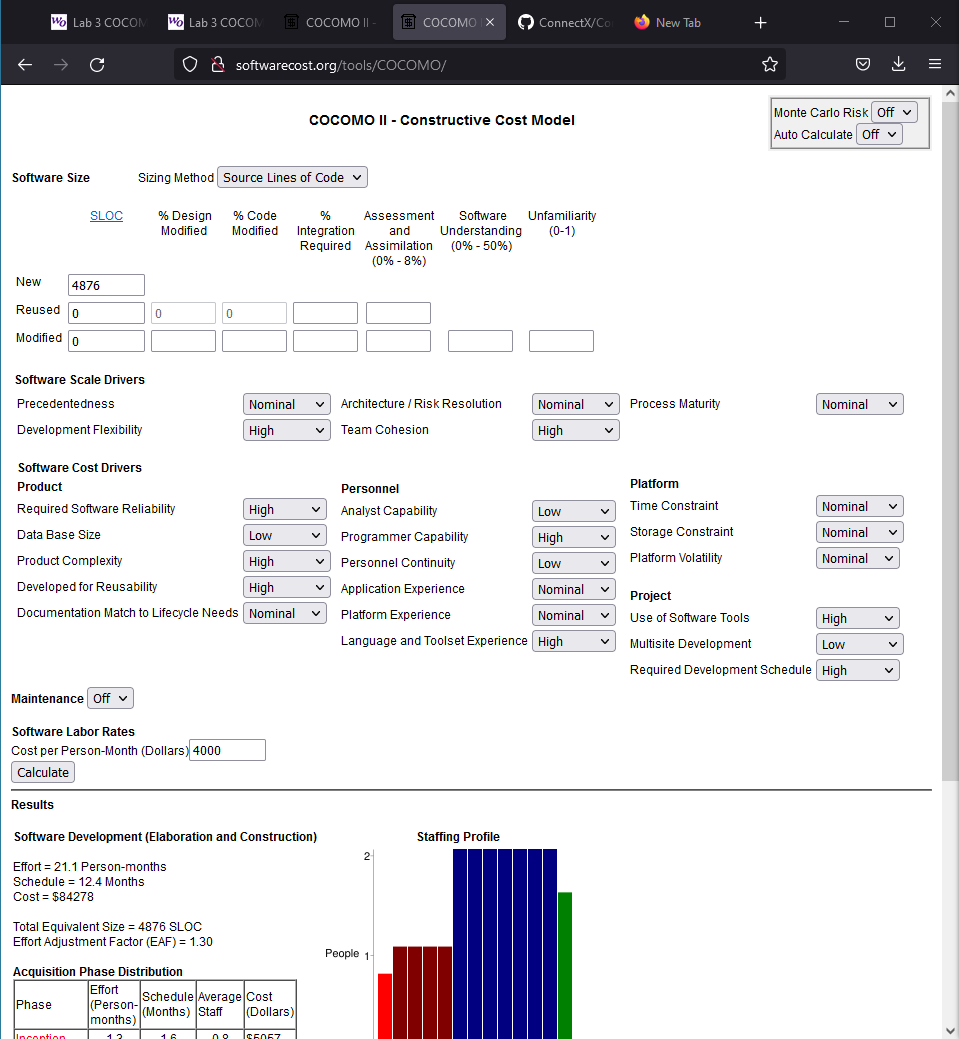 Lab 3 COCOM
Lab 3 COCOM
COCOMO II -
COCOMO
ConnectX/Co
New Tab
softwarecost.org/tools/COCOMO/
COCOMO II - Constructive Cost Model
Monte Carlo Risk Off
Auto Calculate Off
Software Size Sizing Method Source Lines of Code
SLOC % Design Modified % Code Modified % Integration Required Assessment and Assimilation (0% - 8%) Software Understanding (0% - 50%) Unfamiliarity (0-1)
New 4876
Reused 0 0 0
Modified 0
Software Scale Drivers
Precedentedness Nominal Architecture / Risk Resolution Nominal Process Maturity Nominal
Development Flexibility High Team Cohesion High
Software Cost Drivers
Product
Required Software Reliability High
Data Base Size Low
Product Complexity High
Developed for Reusability High
Documentation Match to Lifecycle Needs Nominal
Personnel
Analyst Capability Low
Programmer Capability High
Personnel Continuity Low
Application Experience Nominal
Platform Experience Nominal
Language and Toolset Experience High
Platform
Time Constraint Nominal
Storage Constraint Nominal
Platform Volatility Nominal
Project
Use of Software Tools High
Multisite Development Low
Required Development Schedule High
Maintenance Off
Software Labor Rates
Cost per Person-Month (Dollars) 4000
Calculate
Results
Software Development (Elaboration and Construction)
Effort = 21.1 Person-months
Schedule = 12.4 Months
Cost = $84278
Total Equivalent Size = 4876 SLOC
Effort Adjustment Factor (EAF) = 1.30
Acquisition Phase Distribution
Phase Effort (Person-months) Schedule (Months) Average Staff Cost (Dollars)
Inception 1.3 1.6 0.8 $5057
Staffing Profile
2
People 1